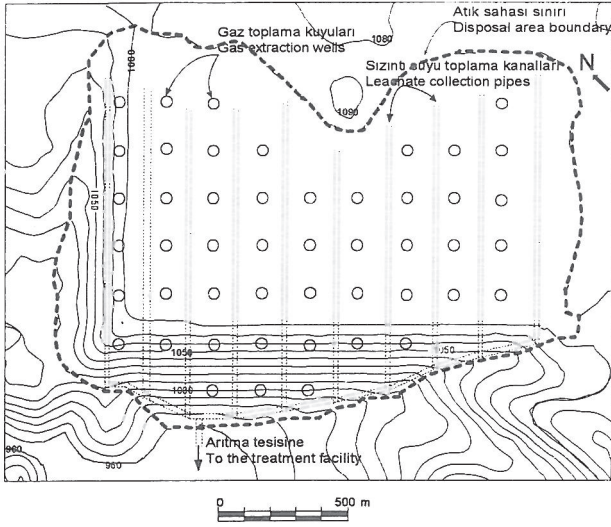 1080
Atık sahası sınırı
Disposal area boundary
Gaz toplama kuyuları
Gas extraction wells
1060
Sızıntı suyu toplama kanalları
Leachate collection pipes
N
1090
1050
1050
1050
1000
960
960
Arıtma tesisine
To the treatment facility
0 500 m